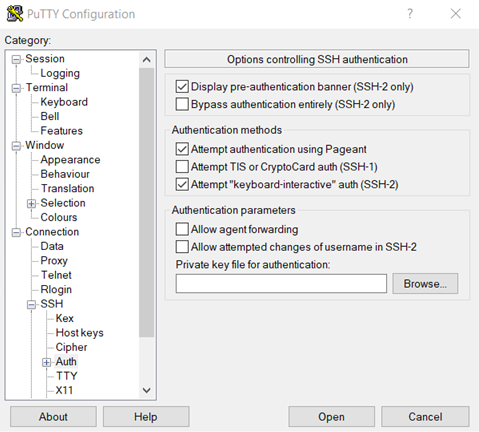 PuTTY Configuration
Category:
Session
Logging
Terminal
Keyboard
Bell
Features
Window
Appearance
Behaviour
Translation
Selection
Colours
Connection
Data
Proxy
Telnet
Rlogin
SSH
Kex
Host keys
Cipher
Auth
TTY
X11
Options controlling SSH authentication
Display pre-authentication banner (SSH-2 only)
Bypass authentication entirely (SSH-2 only)
Authentication methods
Attempt authentication using Pageant
Attempt TIS or CryptoCard auth (SSH-1)
Attempt "keyboard-interactive" auth (SSH-2)
Authentication parameters
Allow agent forwarding
Allow attempted changes of username in SSH-2
Private key file for authentication:
Browse...
About
Help
Open
Cancel